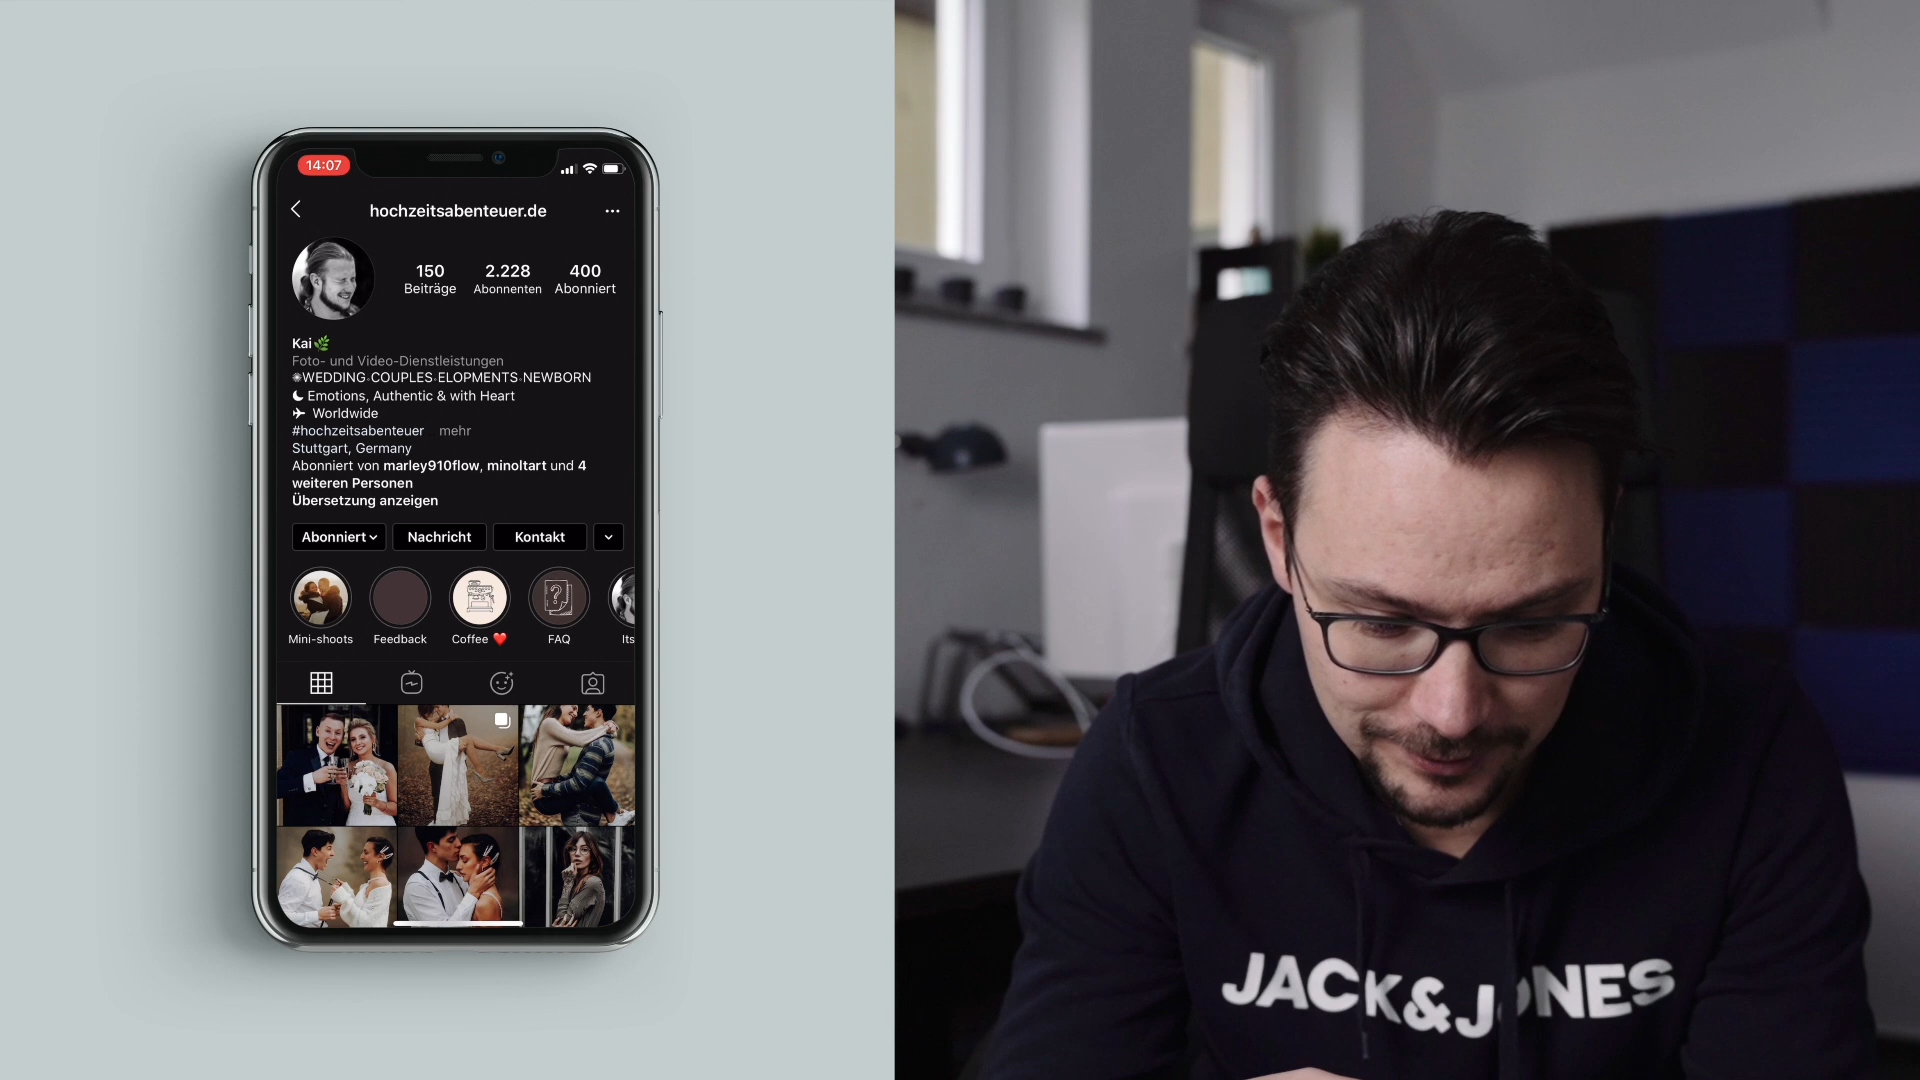 14:07
hochzeitsabenteuer.de
150 2.228 400
Beiträge Abonnenten Abonniert
Kai
Foto- und Video-Dienstleistungen
WEDDING·COUPLES·ELOPMENTS·NEWBORN
Emotions, Authentic & with Heart
Worldwide
#hochzeitsabenteuer mehr
Stuttgart, Germany
Abonniert von marley910flow, minoltart und 4
weiteren Personen
Übersetzung anzeigen
Abonniert Nachricht Kontakt
Mini-shoots Feedback Coffee ❤️ FAQ Its
JACK&JONES